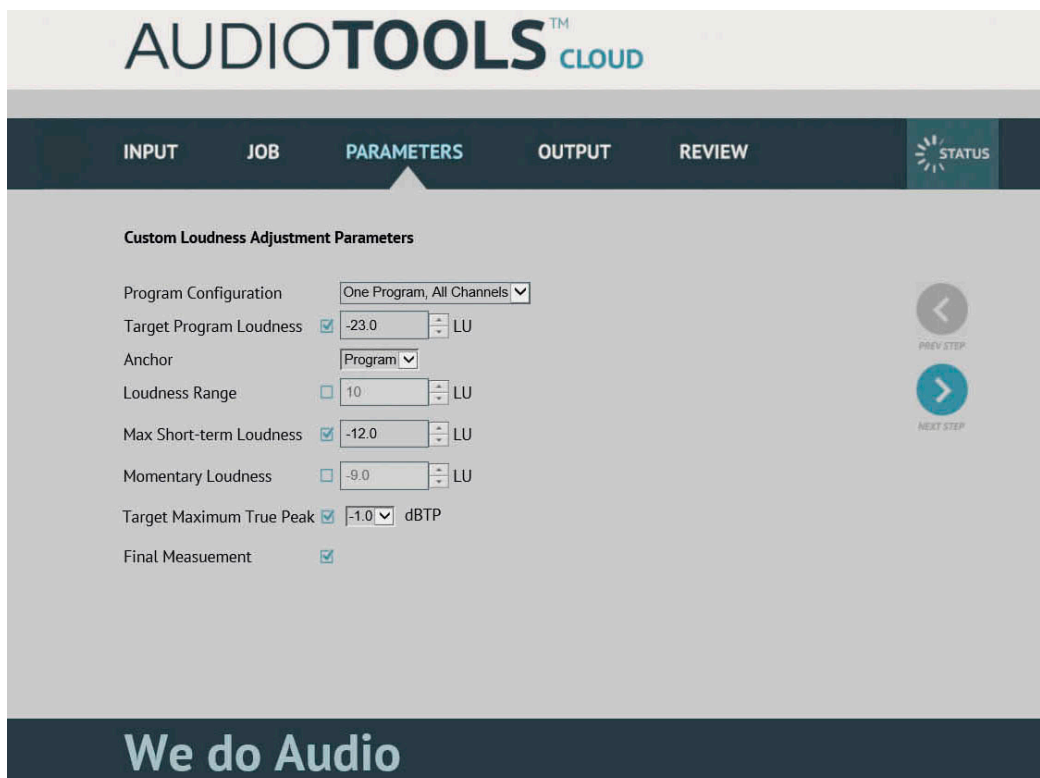 AUDIOTOOLS™ CLOUD
INPUT JOB PARAMETERS OUTPUT REVIEW STATUS
Custom Loudness Adjustment Parameters
Program Configuration One Program, All Channels
Target Program Loudness -23.0 LU
Anchor Program
Loudness Range 10 LU
Max Short-term Loudness -12.0 LU
Momentary Loudness -9.0 LU
Target Maximum True Peak -1.0 dBTP
Final Measuement
PREV STEP
NEXT STEP
We do Audio